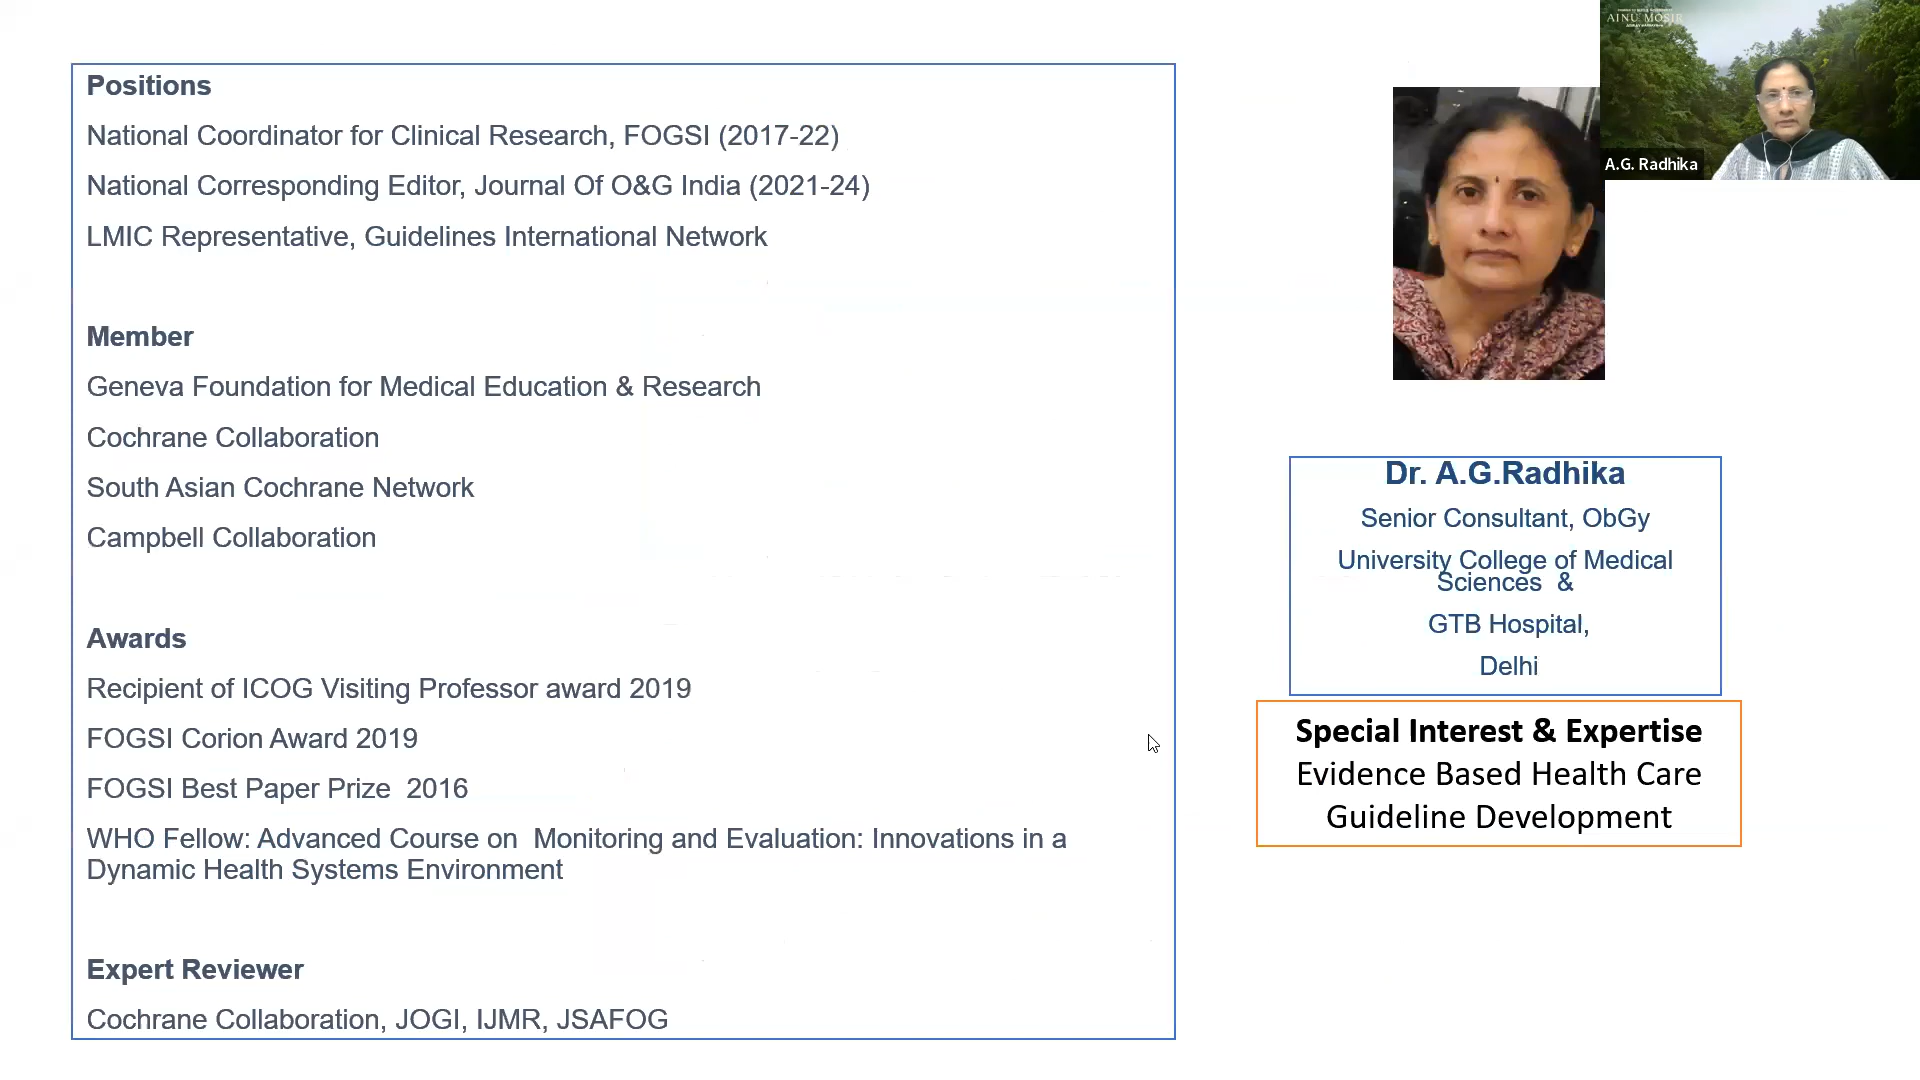 Positions
National Coordinator for Clinical Research, FOGSI (2017-22)
National Corresponding Editor, Journal Of O&G India (2021-24)
LMIC Representative, Guidelines International Network
Member
Geneva Foundation for Medical Education & Research
Cochrane Collaboration
South Asian Cochrane Network
Campbell Collaboration
Awards
Recipient of ICOG Visiting Professor award 2019
FOGSI Corion Award 2019
FOGSI Best Paper Prize  2016
WHO Fellow: Advanced Course on  Monitoring and Evaluation: Innovations in a
Dynamic Health Systems Environment
Expert Reviewer
Cochrane Collaboration, JOGI, IJMR, JSAFOG
AINU MOSIR
A.G. Radhika
Dr. A.G.Radhika
Senior Consultant, ObGy
University College of Medical
Sciences  &
GTB Hospital,
Delhi
Special Interest & Expertise
Evidence Based Health Care
Guideline Development